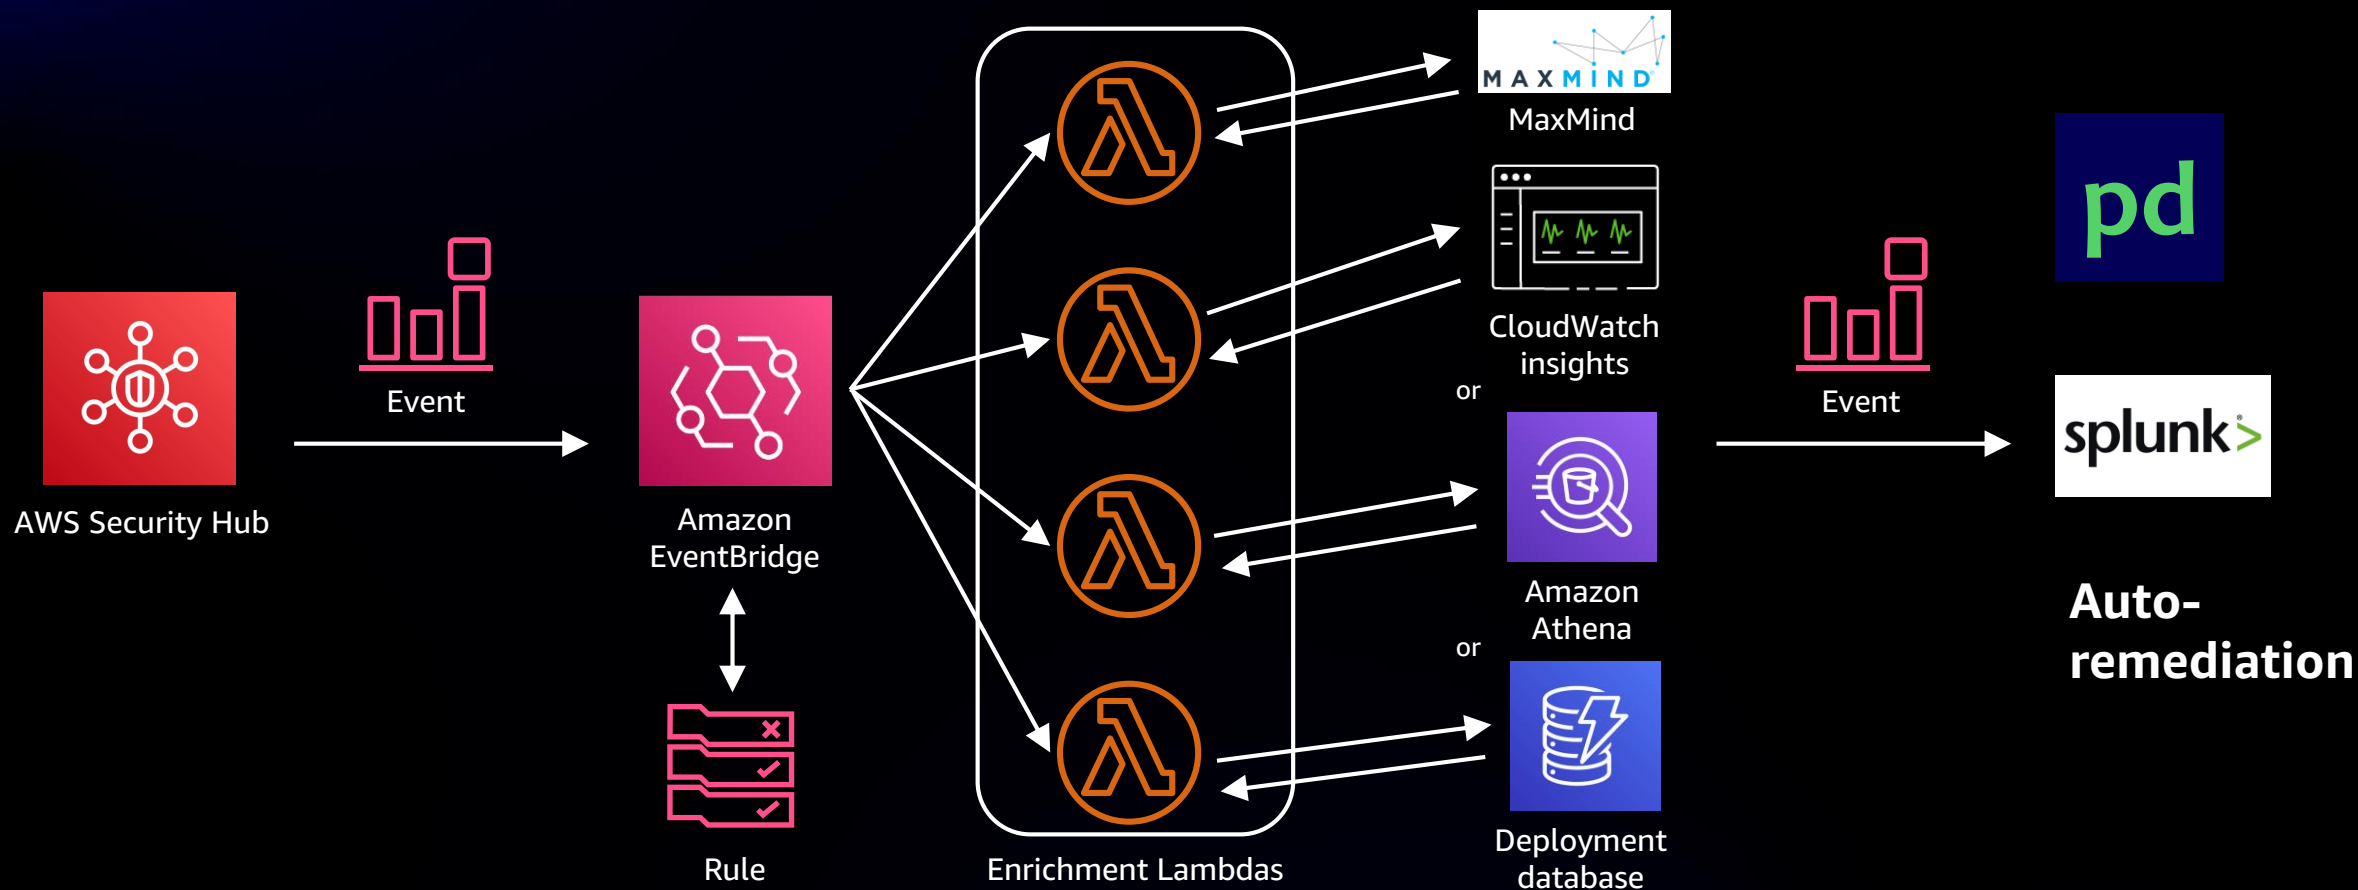 AWS Security Hub
Event
Amazon
EventBridge
Rule
Enrichment Lambdas
MAXMIND
MaxMind
CloudWatch
insights
or
Amazon
Athena
or
Deployment
database
Event
pd
splunk>
Auto-
remediation